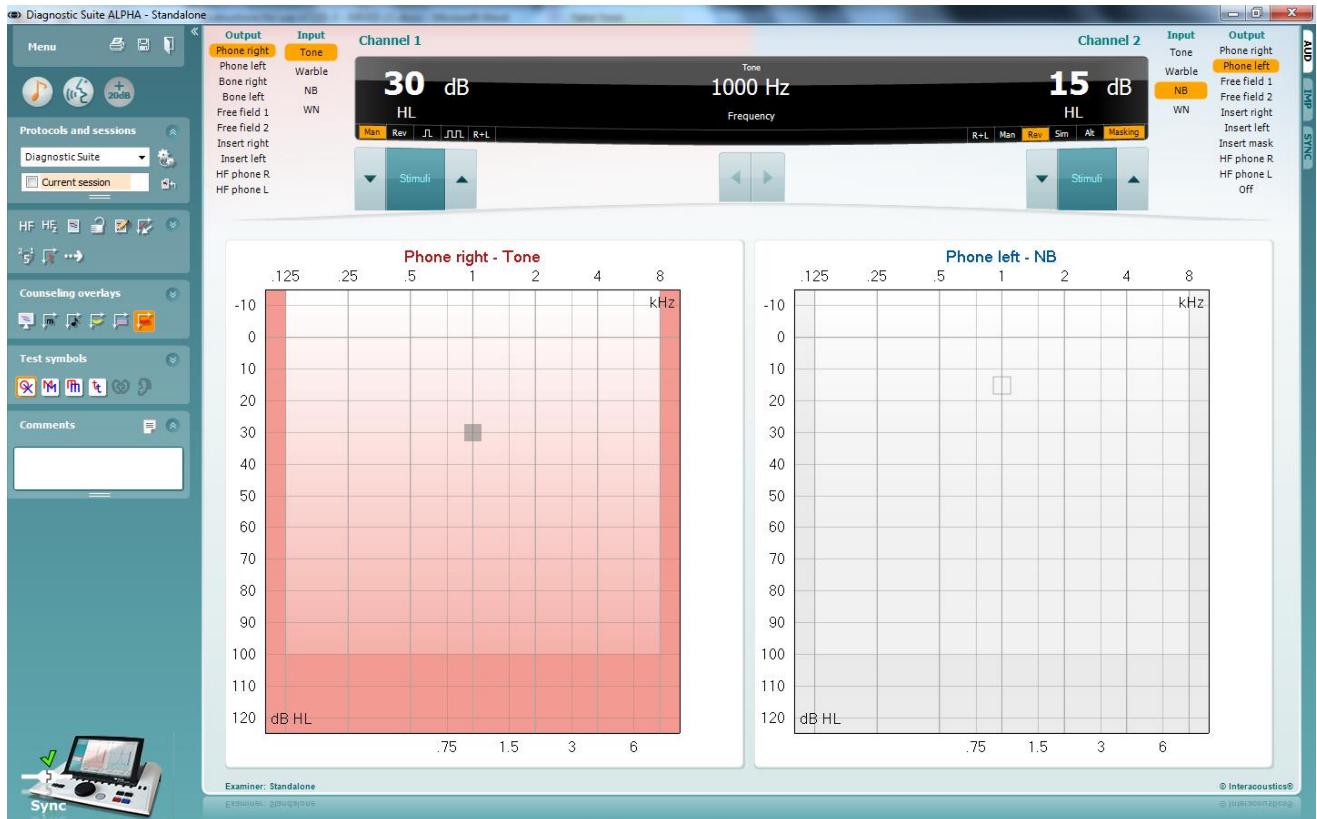 Diagnostic Suite ALPHA - Standalone
Menu
+
20dB
Protocols and sessions
Diagnostic Suite
Current session
HF HF2
Counseling overlays
Test symbols
Comments
Sync
Output
Phone right
Phone left
Bone right
Bone left
Free field 1
Free field 2
Insert right
Insert left
HF phone R
HF phone L
Input
Tone
Warble
NB
WN
Channel 1
30 dB
HL
Man Rev R+L
Stimuli
Tone
1000 Hz
Frequency
Channel 2
15 dB
HL
R+L Man Rev Sim Alt Masking
Stimuli
Input
Tone
Warble
NB
WN
Output
Phone right
Phone left
Free field 1
Free field 2
Insert right
Insert left
Insert mask
HF phone R
HF phone L
Off
AUD
IMP
SYNC
Phone right - Tone
.125 .25 .5 1 2 4 8
kHz
-10
0
10
20
30
40
50
60
70
80
90
100
110
120
dB HL
.75 1.5 3 6
Phone left - NB
.125 .25 .5 1 2 4 8
kHz
-10
0
10
20
30
40
50
60
70
80
90
100
110
120
dB HL
.75 1.5 3 6
Examiner: Standalone
© Interacoustics®